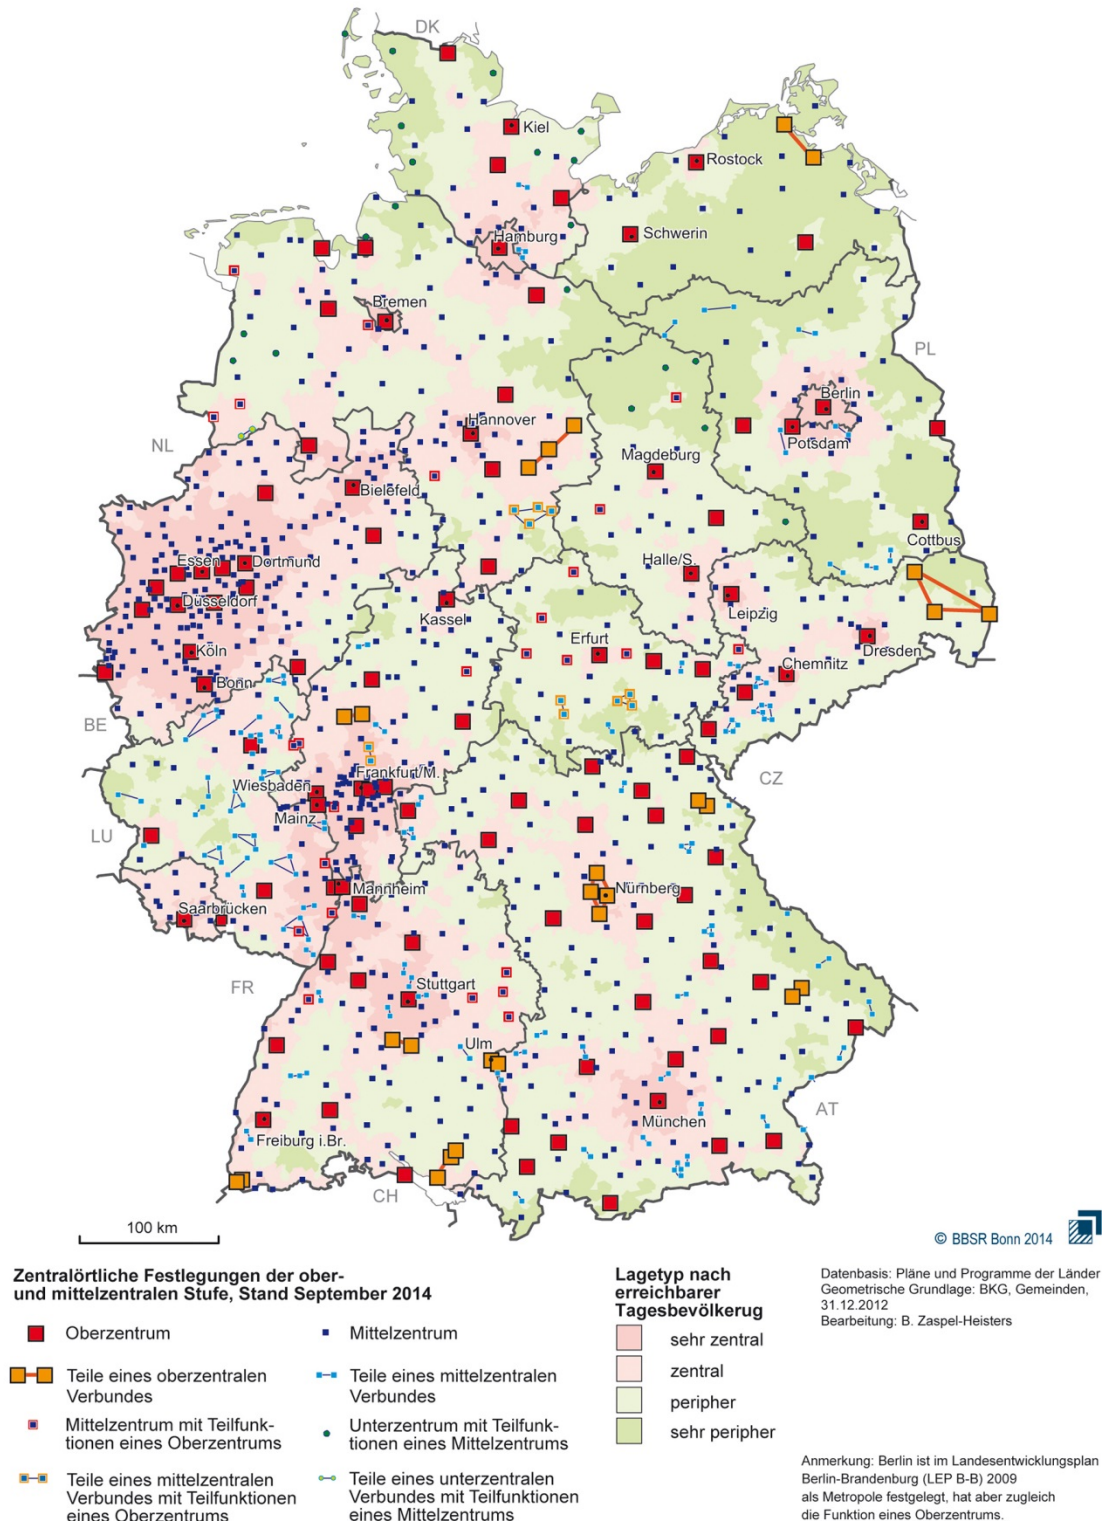 DK
Kiel
Rostock
Hamburg
Schwerin
Bremen
PL
Berlin
Hannover
Potsdam
NL
Magdeburg
Bielefeld
Cottbus
Essen
Dortmund
Halle/S.
Düsseldorf
Leipzig
Kassel
Erfurt
Dresden
Köln
Chemnitz
Bonn
BE
Frankfurt/M.
CZ
Wiesbaden
Mainz
LU
Mannheim
Nürnberg
Saarbrücken
FR
Stuttgart
Ulm
München
AT
Freiburg i.Br.
CH
100 km
© BBSR Bonn 2014
Zentralörtliche Festlegungen der ober-
und mittelzentralen Stufe, Stand September 2014
Oberzentrum
Teile eines oberzentralen
Verbundes
Mittelzentrum mit Teilfunk-
tionen eines Oberzentrums
Teile eines mittelzentralen
Verbundes mit Teilfunktionen
eines Oberzentrums
Mittelzentrum
Teile eines mittelzentralen
Verbundes
Unterzentrum mit Teilfunk-
tionen eines Mittelzentrums
Teile eines unterzentralen
Verbundes mit Teilfunktionen
eines Mittelzentrums
Lagetyp nach
erreichbarer
Tagesbevölkerug
sehr zentral
zentral
peripher
sehr peripher
Datenbasis: Pläne und Programme der Länder
Geometrische Grundlage: BKG, Gemeinden,
31.12.2012
Bearbeitung: B. Zaspel-Heisters
Anmerkung: Berlin ist im Landesentwicklungsplan
Berlin-Brandenburg (LEP B-B) 2009
als Metropole festgelegt, hat aber zugleich
die Funktion eines Oberzentrums.